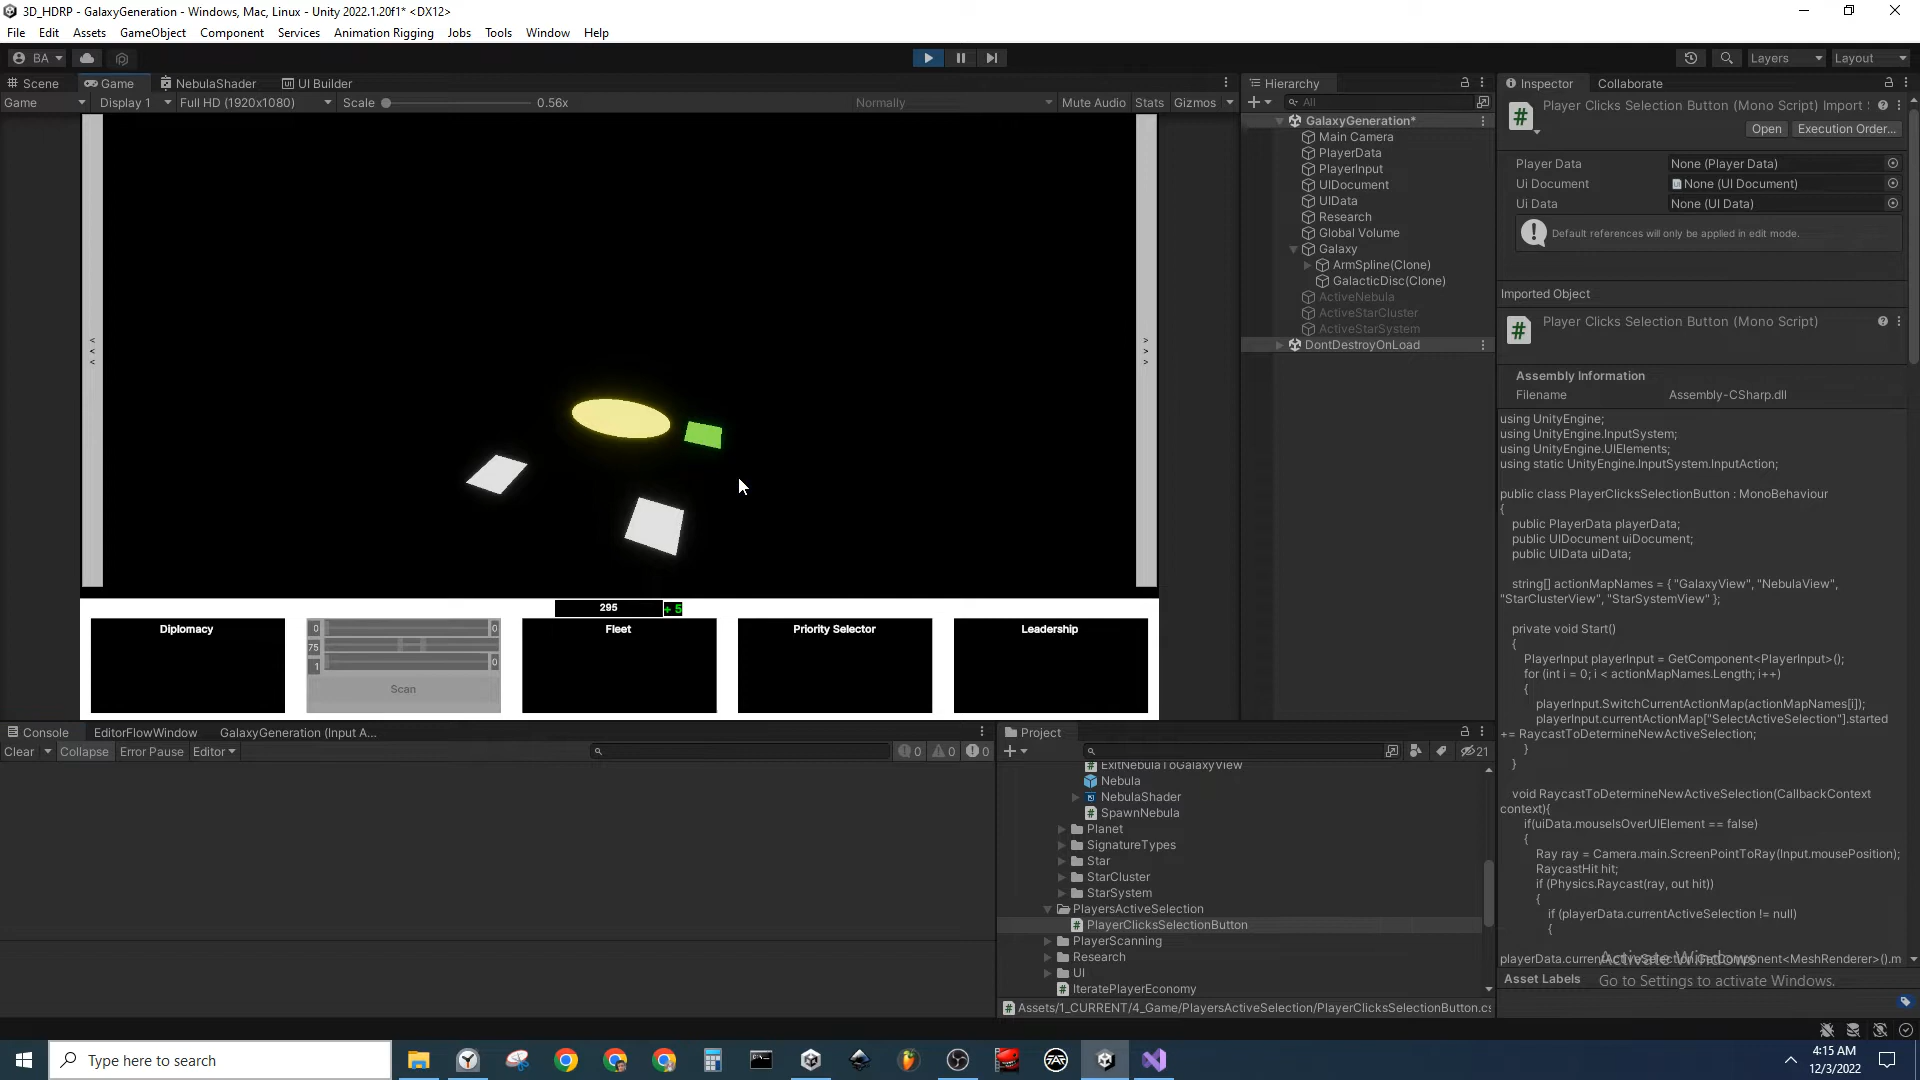 3D_HDRP - GalaxyGeneration - Windows, Mac, Linux - Unity 2022.1.20f1* <DX12>
File Edit Assets GameObject Component Services Animation Rigging Jobs Tools Window Help
BA Layers Layout
Scene Game NebulaShader UI Builder
Game Display 1 Full HD (1920x1080) Scale 0.56x Normally Mute Audio Stats Gizmos
<
<
<
>
>
>
295 + 5
Diplomacy
0 0
75
1 0
Scan
Fleet
Priority Selector
Leadership
Hierarchy
All
GalaxyGeneration*
Main Camera
PlayerData
PlayerInput
UIDocument
UIData
Research
Global Volume
Galaxy
ArmSpline(Clone)
GalacticDisc(Clone)
ActiveNebula
ActiveStarCluster
ActiveStarSystem
DontDestroyOnLoad
Inspector Collaborate
Player Clicks Selection Button (Mono Script) Import
Open Execution Order...
Player Data None (Player Data)
Ui Document None (UI Document)
Ui Data None (UI Data)
Default references will only be applied in edit mode.
Imported Object
Player Clicks Selection Button (Mono Script)
Assembly Information
Filename Assembly-CSharp.dll
using UnityEngine;
using UnityEngine.InputSystem;
using UnityEngine.UIElements;
using static UnityEngine.InputSystem.InputAction;
public class PlayerClicksSelectionButton : MonoBehaviour
{
public PlayerData playerData;
public UIDocument uiDocument;
public UIData uiData;
string[] actionMapNames = { "GalaxyView", "NebulaView",
"StarClusterView", "StarSystemView" };
private void Start()
{
PlayerInput playerInput = GetComponent<PlayerInput>();
for (int i = 0; i < actionMapNames.Length; i++)
{
playerInput.SwitchCurrentActionMap(actionMapNames[i]);
playerInput.currentActionMap["SelectActiveSelection"].started
+= RaycastToDetermineNewActiveSelection;
}
}
void RaycastToDetermineNewActiveSelection(CallbackContext
context){
if(uiData.mouseIsOverUIElement == false)
{
Ray ray = Camera.main.ScreenPointToRay(Input.mousePosition);
RaycastHit hit;
if (Physics.Raycast(ray, out hit))
{
if (playerData.currentActiveSelection != null)
{
playerData.currentActiveSelection.GetComponent<MeshRenderer>().m
Asset Labels
Activate Windows
Go to Settings to activate Windows.
Console EditorFlowWindow GalaxyGeneration (Input A...
Clear Collapse Error Pause Editor 0 0 0
Project
21
ExitNebulaToGalaxyView
Nebula
NebulaShader
SpawnNebula
Planet
SignatureTypes
Star
StarCluster
StarSystem
PlayersActiveSelection
PlayerClicksSelectionButton
PlayerScanning
Research
UI
IteratePlayerEconomy
Assets/1_CURRENT/4_Game/PlayersActiveSelection/PlayerClicksSelectionButton.cs
Type here to search
4:15 AM
12/3/2022